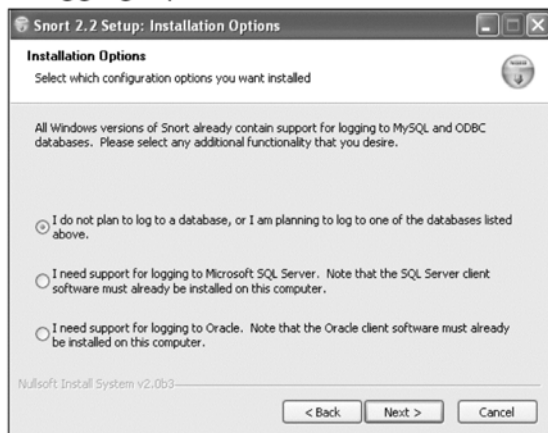 Snort 2.2 Setup: Installation Options
Installation Options
Select which configuration options you want installed
All Windows versions of Snort already contain support for logging to MySQL and ODBC
databases. Please select any additional functionality that you desire.
I do not plan to log to a database, or I am planning to log to one of the databases listed
above.
I need support for logging to Microsoft SQL Server. Note that the SQL Server client
software must already be installed on this computer.
I need support for logging to Oracle. Note that the Oracle client software must already
be installed on this computer.
Nullsoft Install System v2.0b3
< Back Next > Cancel